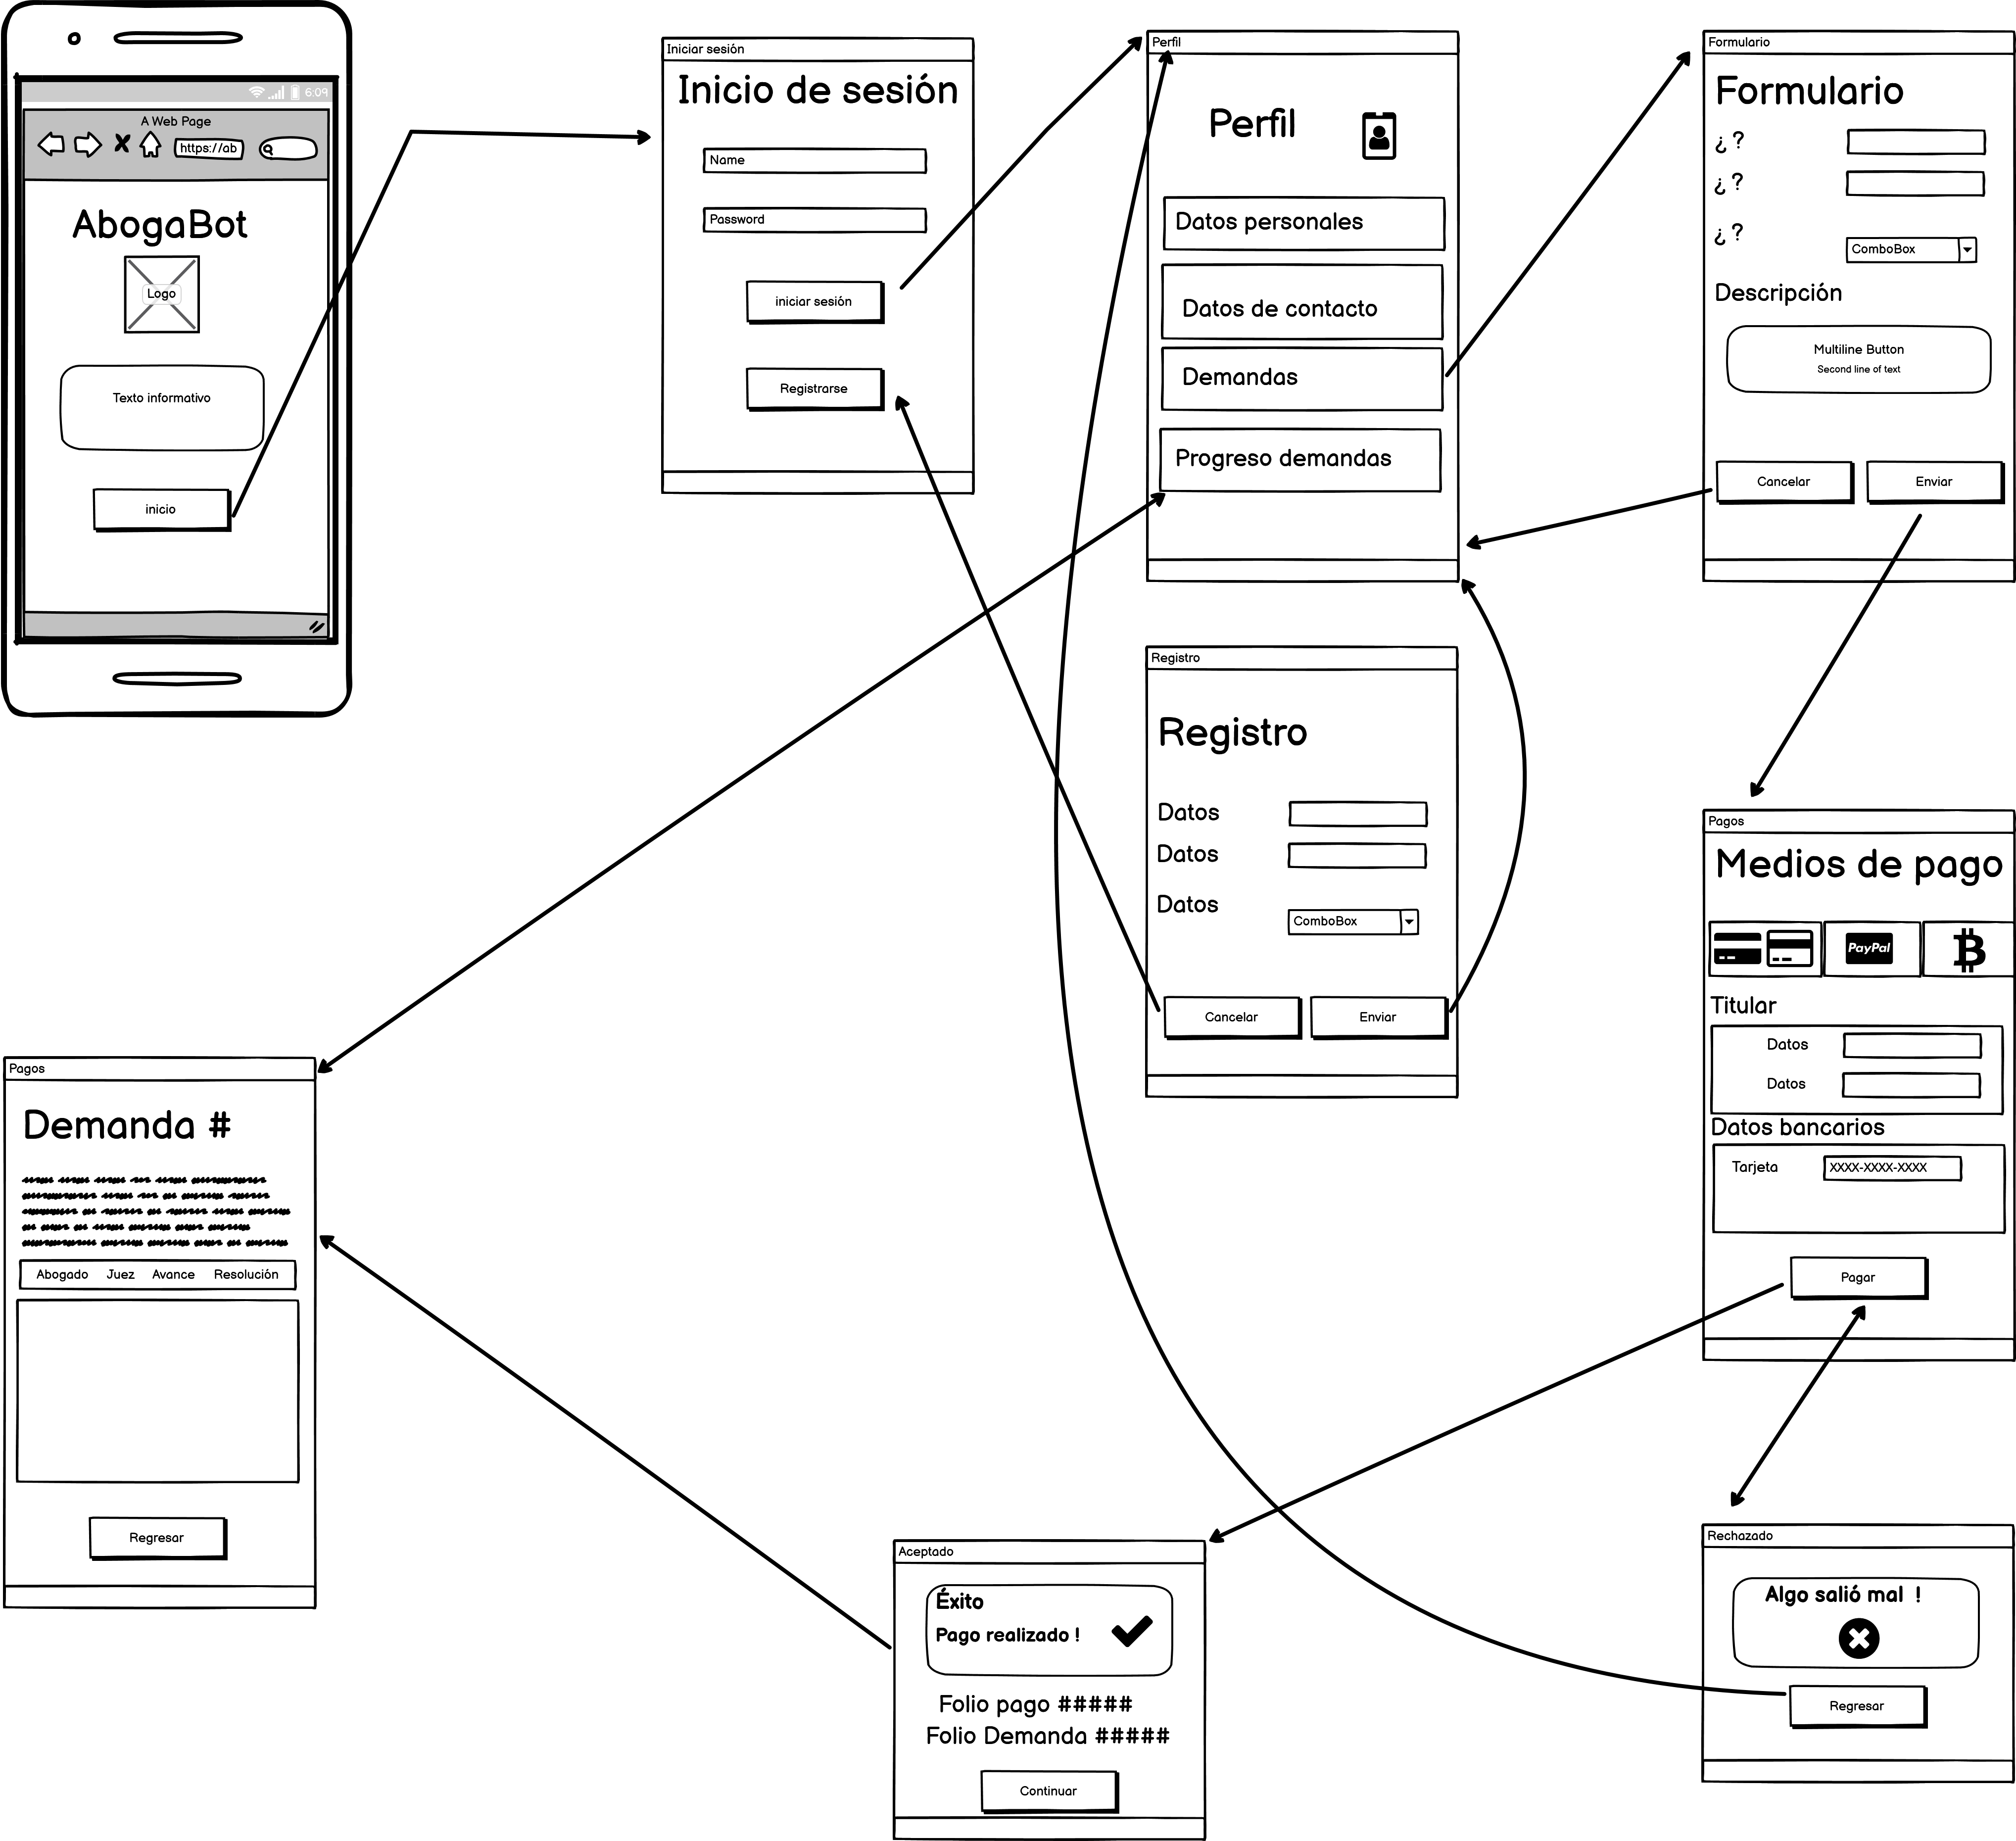 6:09
A Web Page
https://ab
AbogaBot
Logo
Texto informativo
inicio
Iniciar sesión
Inicio de sesión
Name
Password
iniciar sesión
Registrarse
Perfil
Perfil
Datos personales
Datos de contacto
Demandas
Progreso demandas
Formulario
Formulario
¿ ?
¿ ?
¿ ?
ComboBox
Descripción
Multiline Button
Second line of text
Cancelar
Enviar
Registro
Registro
Datos
Datos
Datos
ComboBox
Cancelar
Enviar
Pagos
Medios de pago
PayPal
Titular
Datos
Datos
Datos bancarios
Tarjeta XXXX-XXXX-XXXX
Pagar
Pagos
Demanda #
Abogado Juez Avance Resolución
Regresar
Aceptado
Éxito
Pago realizado !
Folio pago #####
Folio Demanda #####
Continuar
Rechazado
Algo salió mal !
Regresar